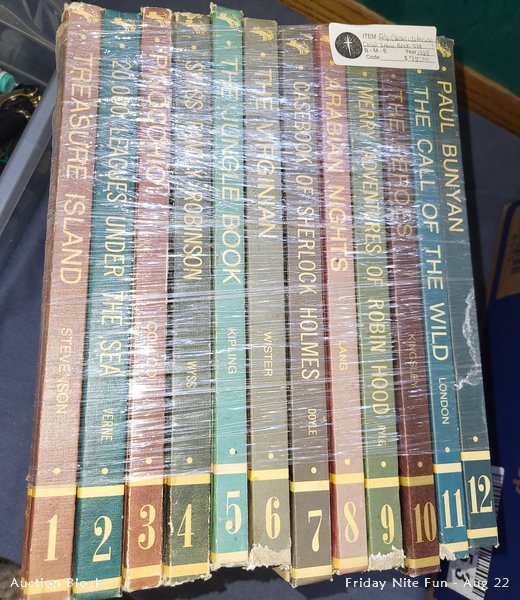 TREASURE ISLAND
STEVENSON
1
20,000 LEAGUES UNDER THE SEA
VERNE
2
PINOCCHIO
COLLODI
3
SWISS FAMILY ROBINSON
WYSS
4
THE JUNGLE BOOK
KIPLING
5
THE VIRGINIAN
WISTER
6
CASEBOOK OF SHERLOCK HOLMES
DOYLE
7
ARABIAN NIGHTS
LANG
8
MERRY ADVENTURES OF ROBIN HOOD
PYLE
9
THE HEROES
KINGSLEY
10
THE CALL OF THE WILD
LONDON
11
PAUL BUNYAN
12
ITEM
B - M - E Year 1968
Code $
Auction Block
Friday Nite Fun - Aug 22